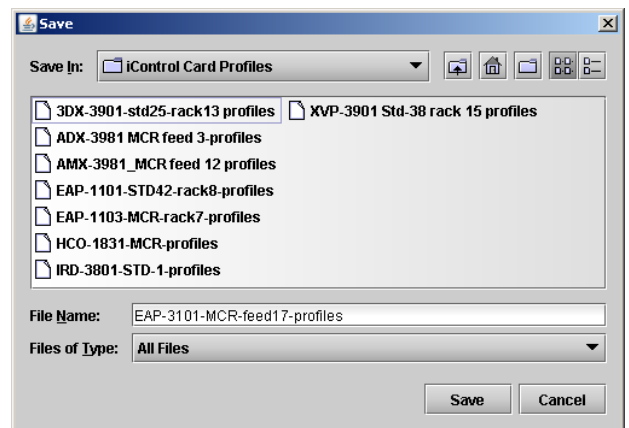 Save
Save In: iControl Card Profiles
3DX-3901-std25-rack13 profiles XVP-3901 Std-38 rack 15 profiles
ADX-3981 MCR feed 3-profiles
AMX-3981_MCR feed 12 profiles
EAP-1101-STD42-rack8-profiles
EAP-1103-MCR-rack7-profiles
HCO-1831-MCR-profiles
IRD-3801-STD-1-profiles
File Name: EAP-3101-MCR-feed17-profiles
Files of Type: All Files
Save Cancel